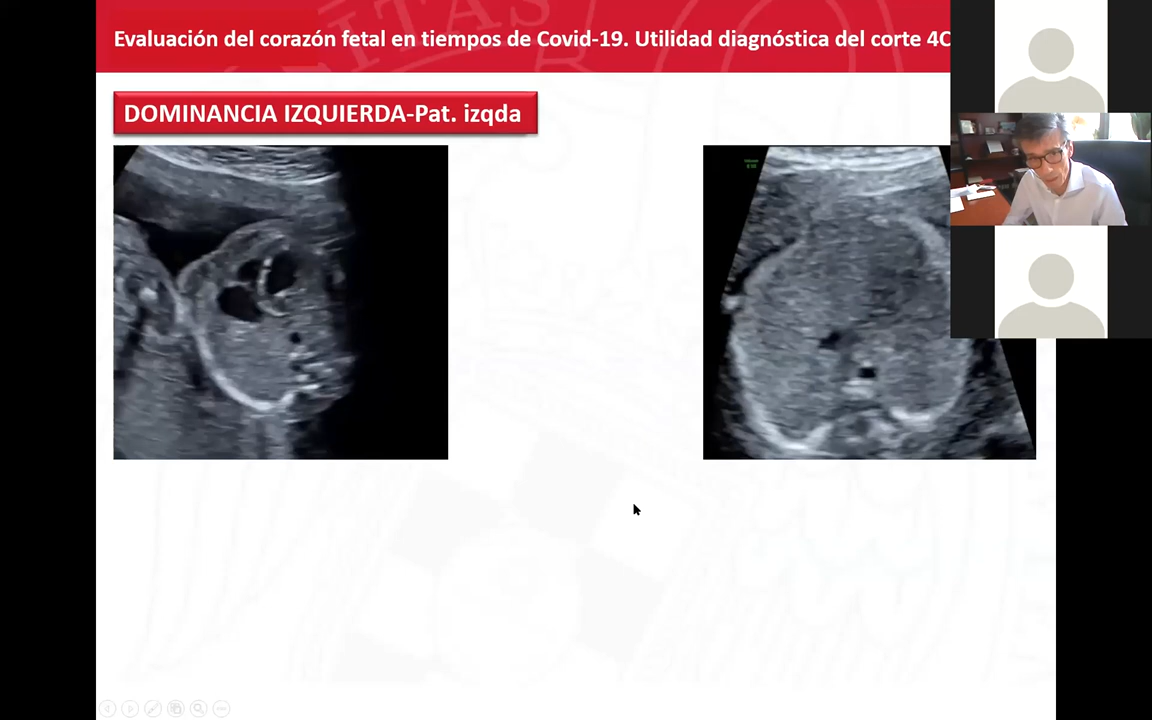 Evaluación del corazón fetal en tiempos de Covid-19. Utilidad diagnóstica del corte 4C
DOMINANCIA IZQUIERDA-Pat. izqda